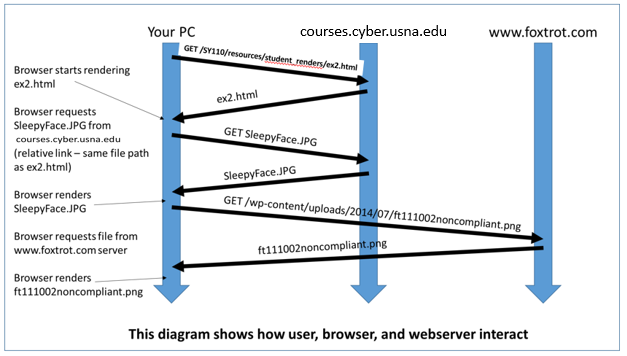 Your PC
courses.cyber.usna.edu
www.foxtrot.com
GET /SY110/resources/student_renders/ex2.html
Browser starts rendering
ex2.html
ex2.html
Browser requests
SleepyFace.JPG from
courses.cyber.usna.edu
(relative link – same file path
as ex2.html)
GET SleepyFace.JPG
SleepyFace.JPG
Browser renders
SleepyFace.JPG
GET /wp-content/uploads/2014/07/ft111002noncompliant.png
Browser requests file from
www.foxtrot.com server
ft111002noncompliant.png
Browser renders
ft111002noncompliant.png
This diagram shows how user, browser, and webserver interact